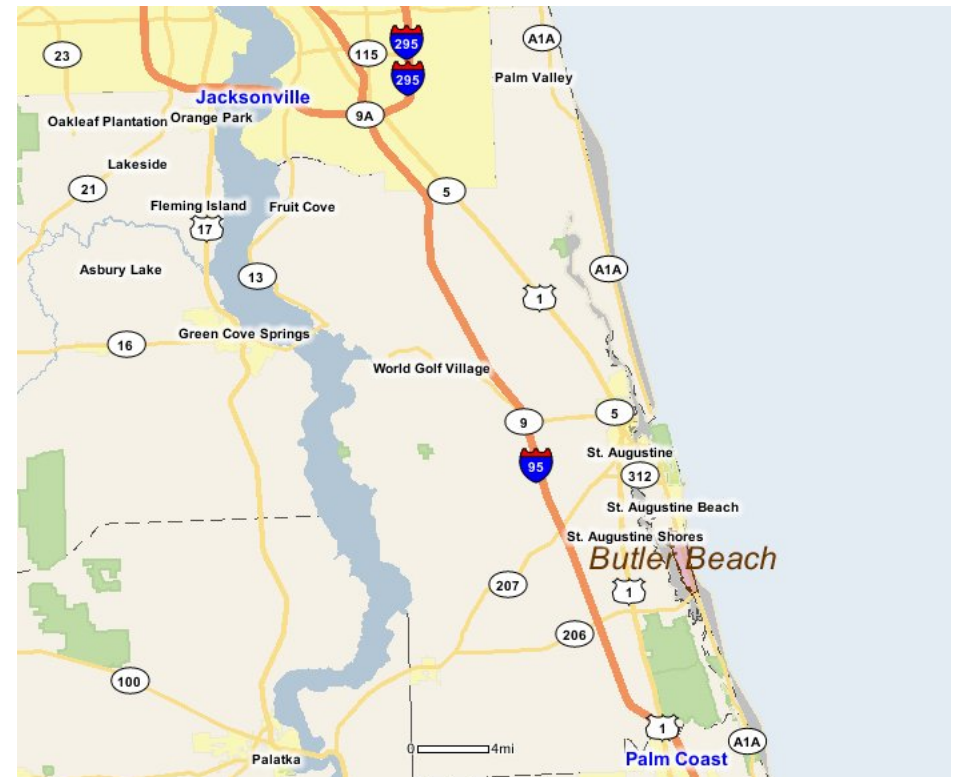 A1A
295
23
115
295
Palm Valley
Jacksonville
9A
Oakleaf Plantation
Orange Park
Lakeside
21
5
Fleming Island
Fruit Cove
17
Asbury Lake
13
A1A
1
Green Cove Springs
16
World Golf Village
5
9
St. Augustine
95
312
St. Augustine Beach
St. Augustine Shores
Butler Beach
207
1
206
100
1
A1A
0
4mi
Palatka
Palm Coast